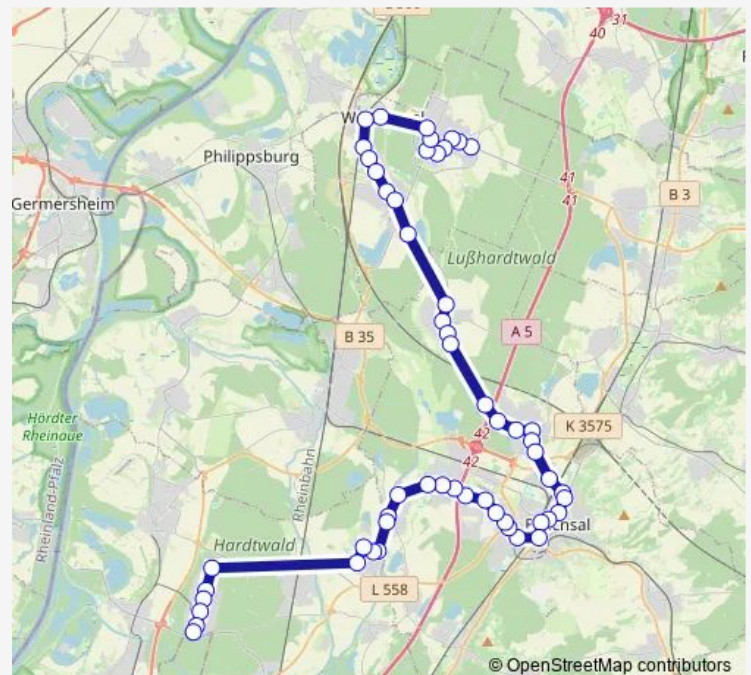 31
40
Philippsburg
41
41
B 3
Germersheim
Lußhardtwald
A 5
B 35
Hördter
Rheinaue
K 3575
42
42
Rheinland-Pfalz
Rheinbahn
Hardtwald
L 558
© OpenStreetMap contributors